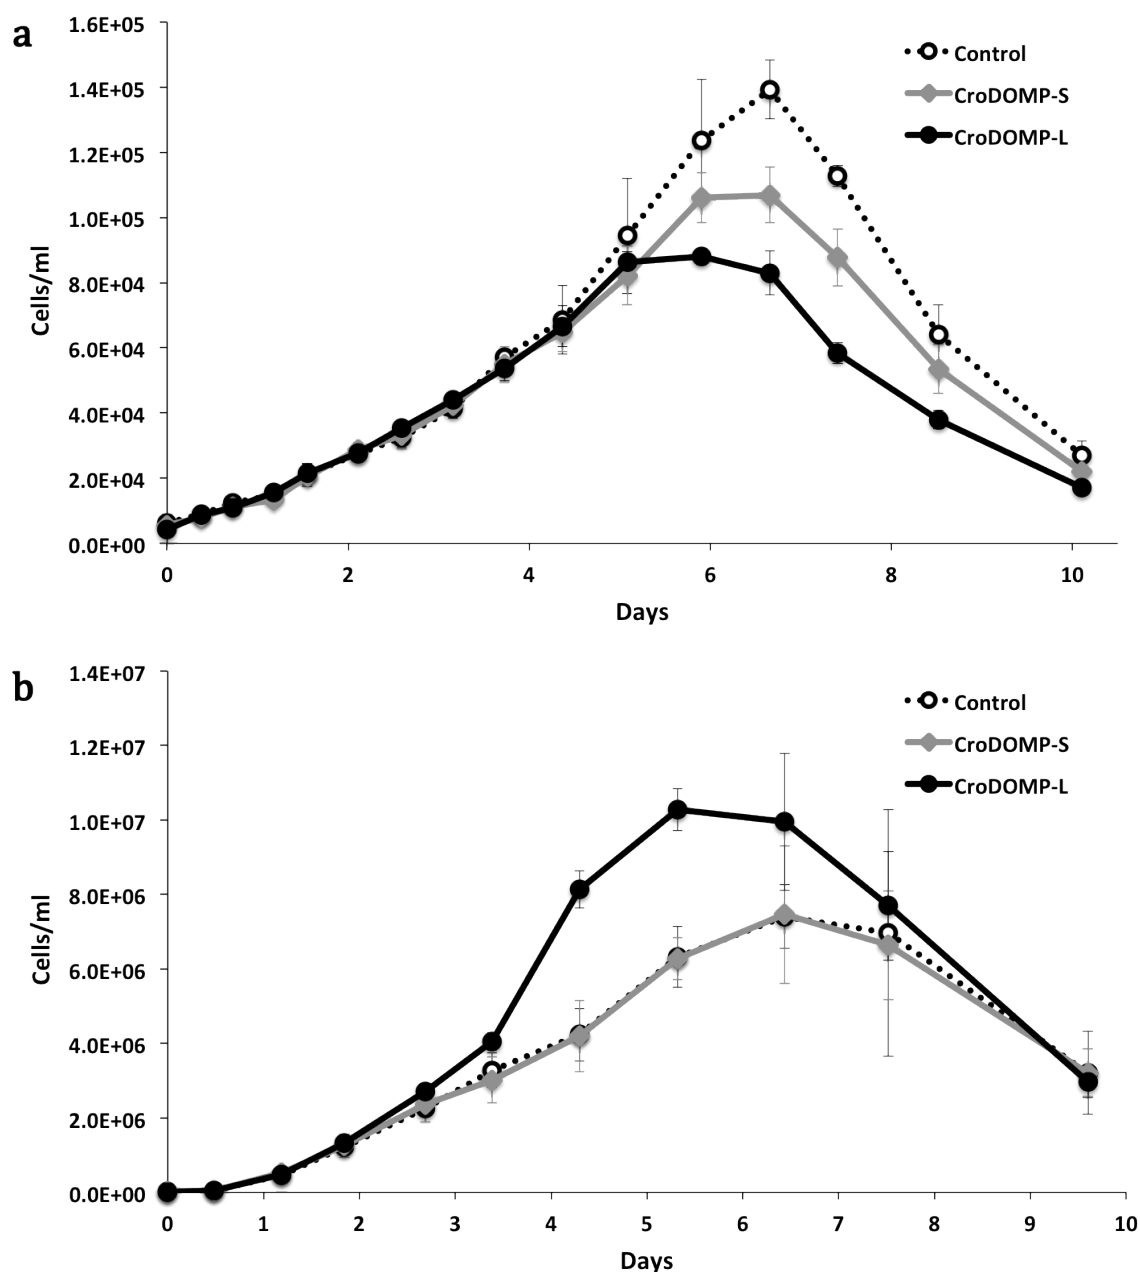 a
1.6E+05
1.4E+05
1.2E+05
1.0E+05
8.0E+04
6.0E+04
4.0E+04
2.0E+04
0.0E+00
Cells/ml
Control
CroDOMP-S
CroDOMP-L
0 2 4 6 8 10
Days
b
1.4E+07
1.2E+07
1.0E+07
8.0E+06
6.0E+06
4.0E+06
2.0E+06
0.0E+00
Cells/ml
Control
CroDOMP-S
CroDOMP-L
0 1 2 3 4 5 6 7 8 9 10
Days